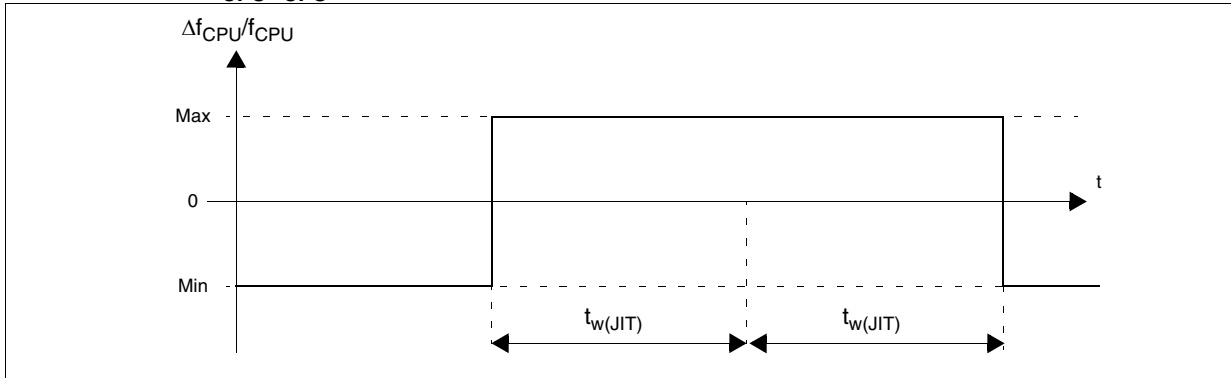 Δf_CPU/f_CPU
Max
t
0
Min
t_w(JIT)
t_w(JIT)